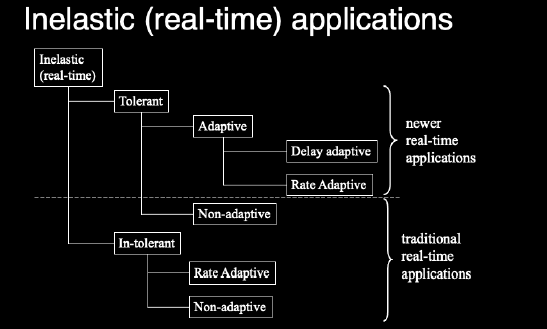 Inelastic (real-time) applications
Inelastic
(real-time)
Tolerant
Adaptive
Delay adaptive
Rate Adaptive
newer
real-time
applications
Non-adaptive
In-tolerant
Rate Adaptive
Non-adaptive
traditional
real-time
applications